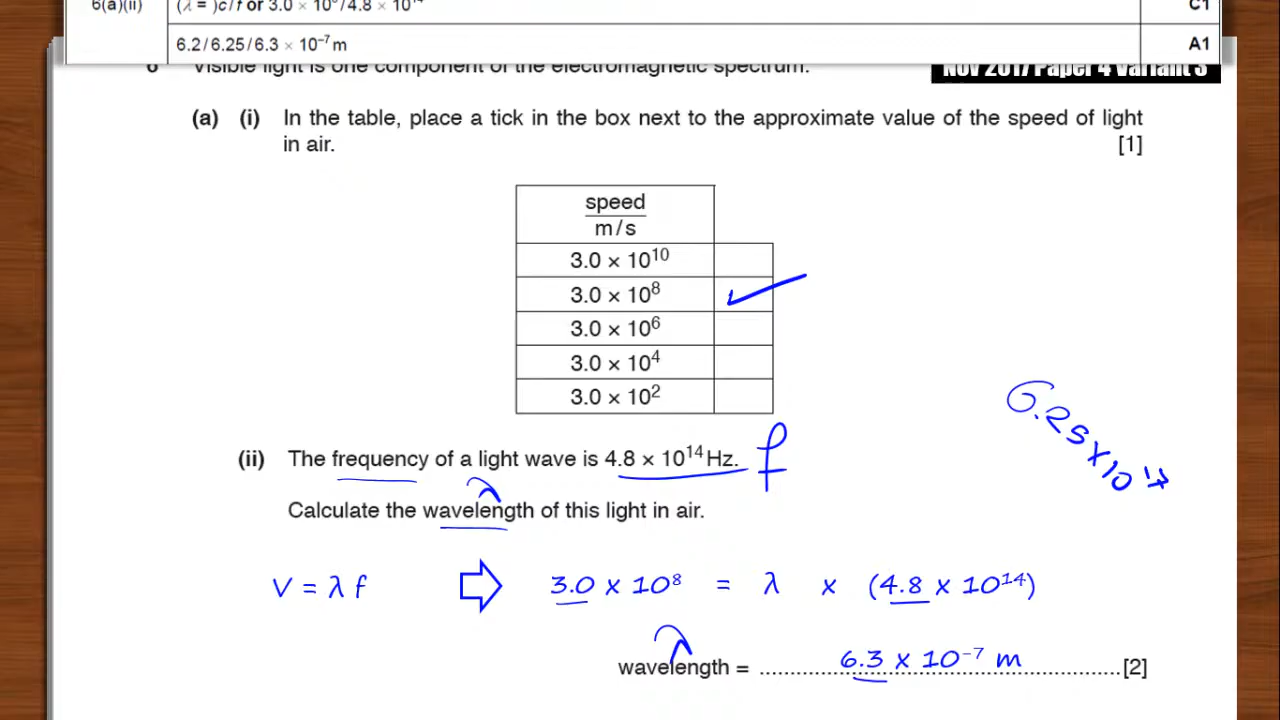 6(a)(ii) (λ = )c/f or 3.0 × 10⁸/4.8 × 10¹⁴ C1
6.2/6.25/6.3 × 10⁻⁷ m A1
6 Visible light is one component of the electromagnetic spectrum. Nov 2017 Paper 4 Variant 3
(a) (i) In the table, place a tick in the box next to the approximate value of the speed of light
in air. [1]
speed
m/s
3.0 × 10¹⁰
3.0 × 10⁸ ✓
3.0 × 10⁶
3.0 × 10⁴
3.0 × 10²
6.25×10
(ii) The frequency of a light wave is 4.8 × 10¹⁴ Hz. f
λ
Calculate the wavelength of this light in air.
V = λ f ⇨ 3.0 × 10⁸ = λ × (4.8 × 10¹⁴)
λ
wavelength = 6.3 × 10⁻⁷ m [2]